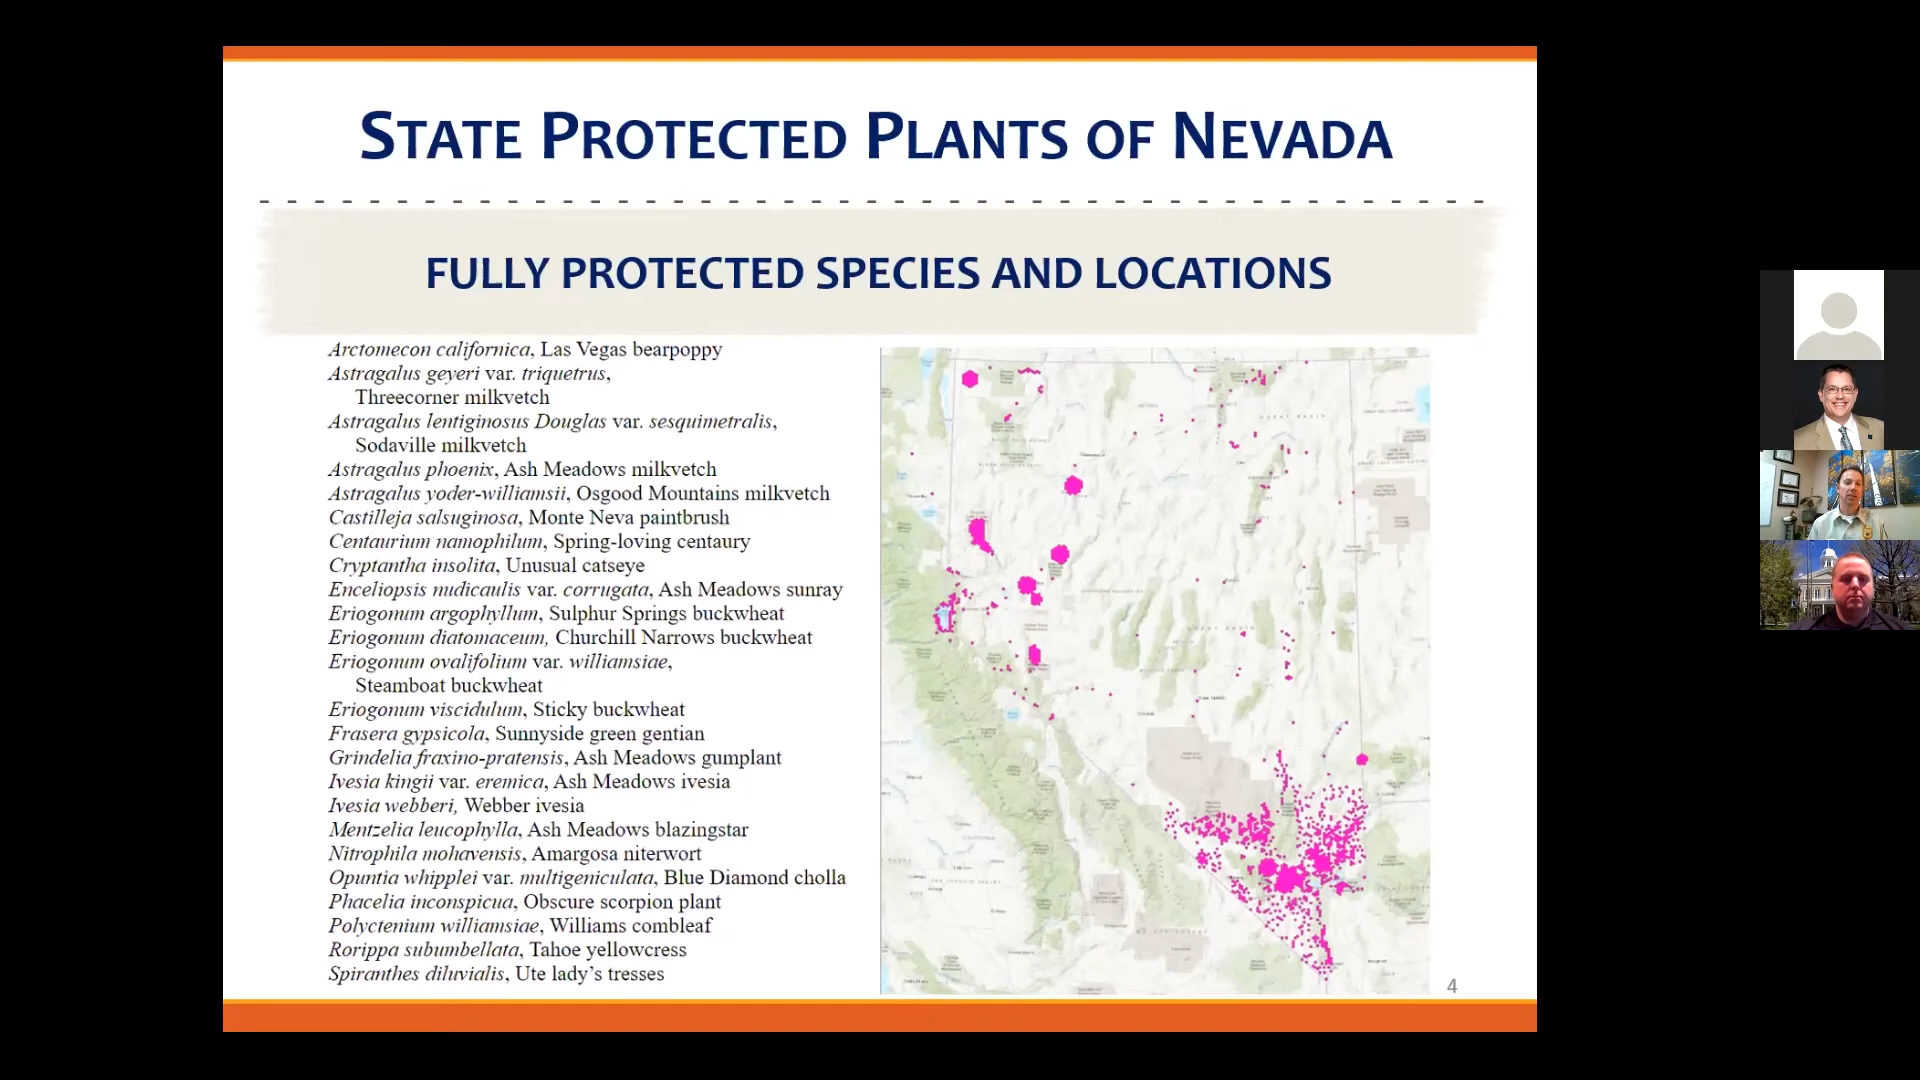 STATE PROTECTED PLANTS OF NEVADA
FULLY PROTECTED SPECIES AND LOCATIONS
Arctomecon californica, Las Vegas bearpoppy
Astragalus geyeri var. triquetrus,
Threecorner milkvetch
Astragalus lentiginosus Douglas var. sesquimetralis,
Sodaville milkvetch
Astragalus phoenix, Ash Meadows milkvetch
Astragalus yoder-williamsii, Osgood Mountains milkvetch
Castilleja salsuginosa, Monte Neva paintbrush
Centaurium namophilum, Spring-loving centaury
Cryptantha insolita, Unusual catseye
Enceliopsis nudicaulis var. corrugata, Ash Meadows sunray
Eriogonum argophyllum, Sulphur Springs buckwheat
Eriogonum diatomaceum, Churchill Narrows buckwheat
Eriogonum ovalifolium var. williamsiae,
Steamboat buckwheat
Eriogonum viscidulum, Sticky buckwheat
Frasera gypsicola, Sunnyside green gentian
Grindelia fraxino-pratensis, Ash Meadows gumplant
Ivesia kingii var. eremica, Ash Meadows ivesia
Ivesia webberi, Webber ivesia
Mentzelia leucophylla, Ash Meadows blazingstar
Nitrophila mohavensis, Amargosa niterwort
Opuntia whipplei var. multigeniculata, Blue Diamond cholla
Phacelia inconspicua, Obscure scorpion plant
Polyctenium williamsiae, Williams combleaf
Rorippa subumbellata, Tahoe yellowcress
Spiranthes diluvialis, Ute lady’s tresses
4